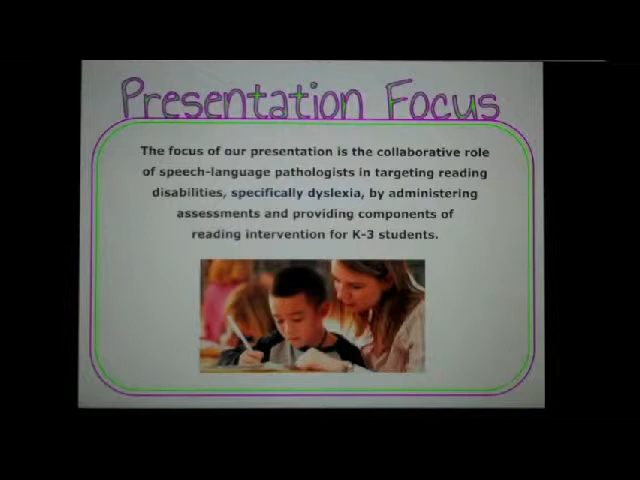 Presentation Focus
The focus of our presentation is the collaborative role
of speech-language pathologists in targeting reading
disabilities, specifically dyslexia, by administering
assessments and providing components of
reading intervention for K-3 students.